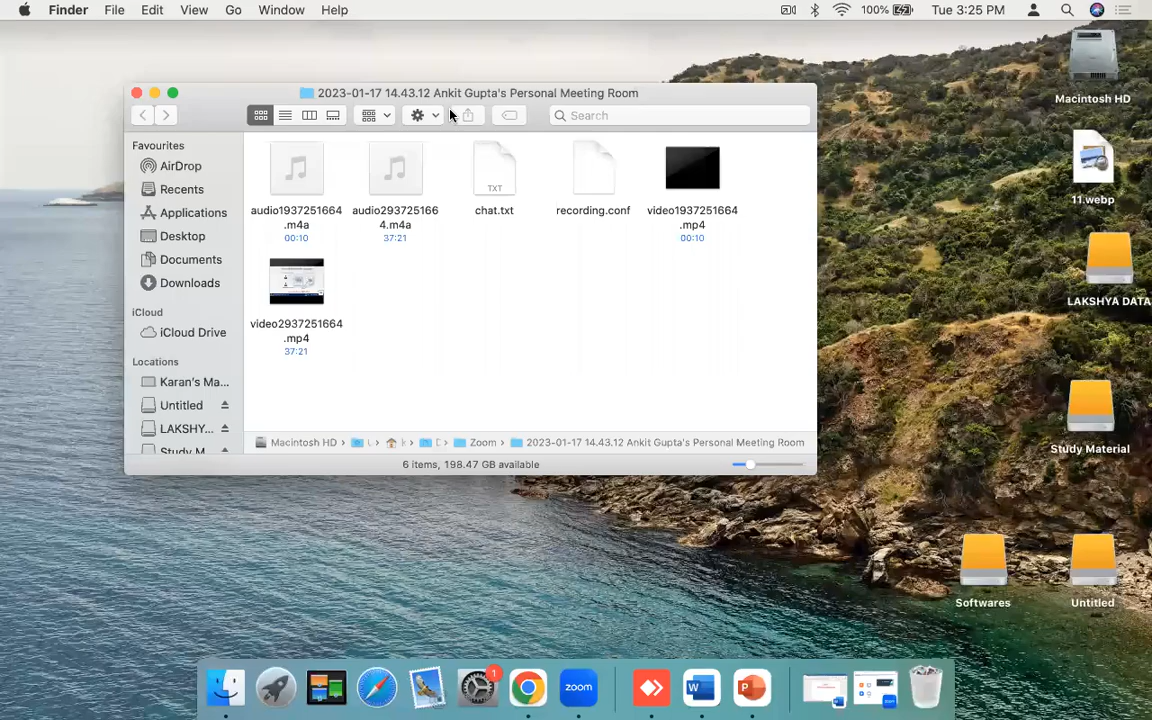 Finder File Edit View Go Window Help 100% Tue 3:25 PM
2023-01-17 14.43.12 Ankit Gupta's Personal Meeting Room
Search
Favourites
AirDrop
Recents
Applications
Desktop
Documents
Downloads
iCloud
iCloud Drive
Locations
Karan's Ma...
Untitled
LAKSHY...
Study M
audio1937251664
.m4a
00:10
audio293725166
4.m4a
37:21
TXT
chat.txt
recording.conf
video1937251664
.mp4
00:10
video2937251664
.mp4
37:21
Macintosh HD Zoom 2023-01-17 14.43.12 Ankit Gupta's Personal Meeting Room
6 items, 198.47 GB available
Macintosh HD
11.webp
LAKSHYA DATA
Study Material
Softwares
Untitled
1
zoom
W
P